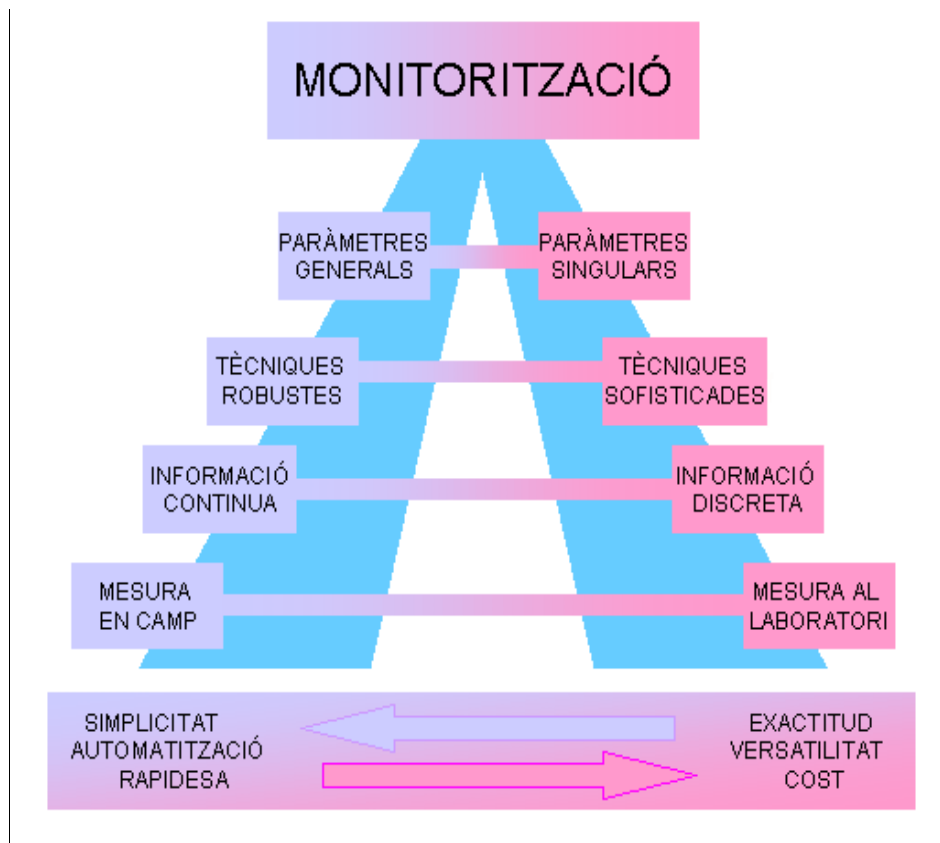 MONITORITZACIÓ
PARÀMETRES
GENERALS
PARÀMETRES
SINGULARS
TÈCNIQUES
ROBUSTES
TÈCNIQUES
SOFISTICADES
INFORMACIÓ
CONTINUA
INFORMACIÓ
DISCRETA
MESURA
EN CAMP
MESURA AL
LABORATORI
SIMPLICITAT
AUTOMATITZACIÓ
RAPIDESA
EXACTITUD
VERSATILITAT
COST